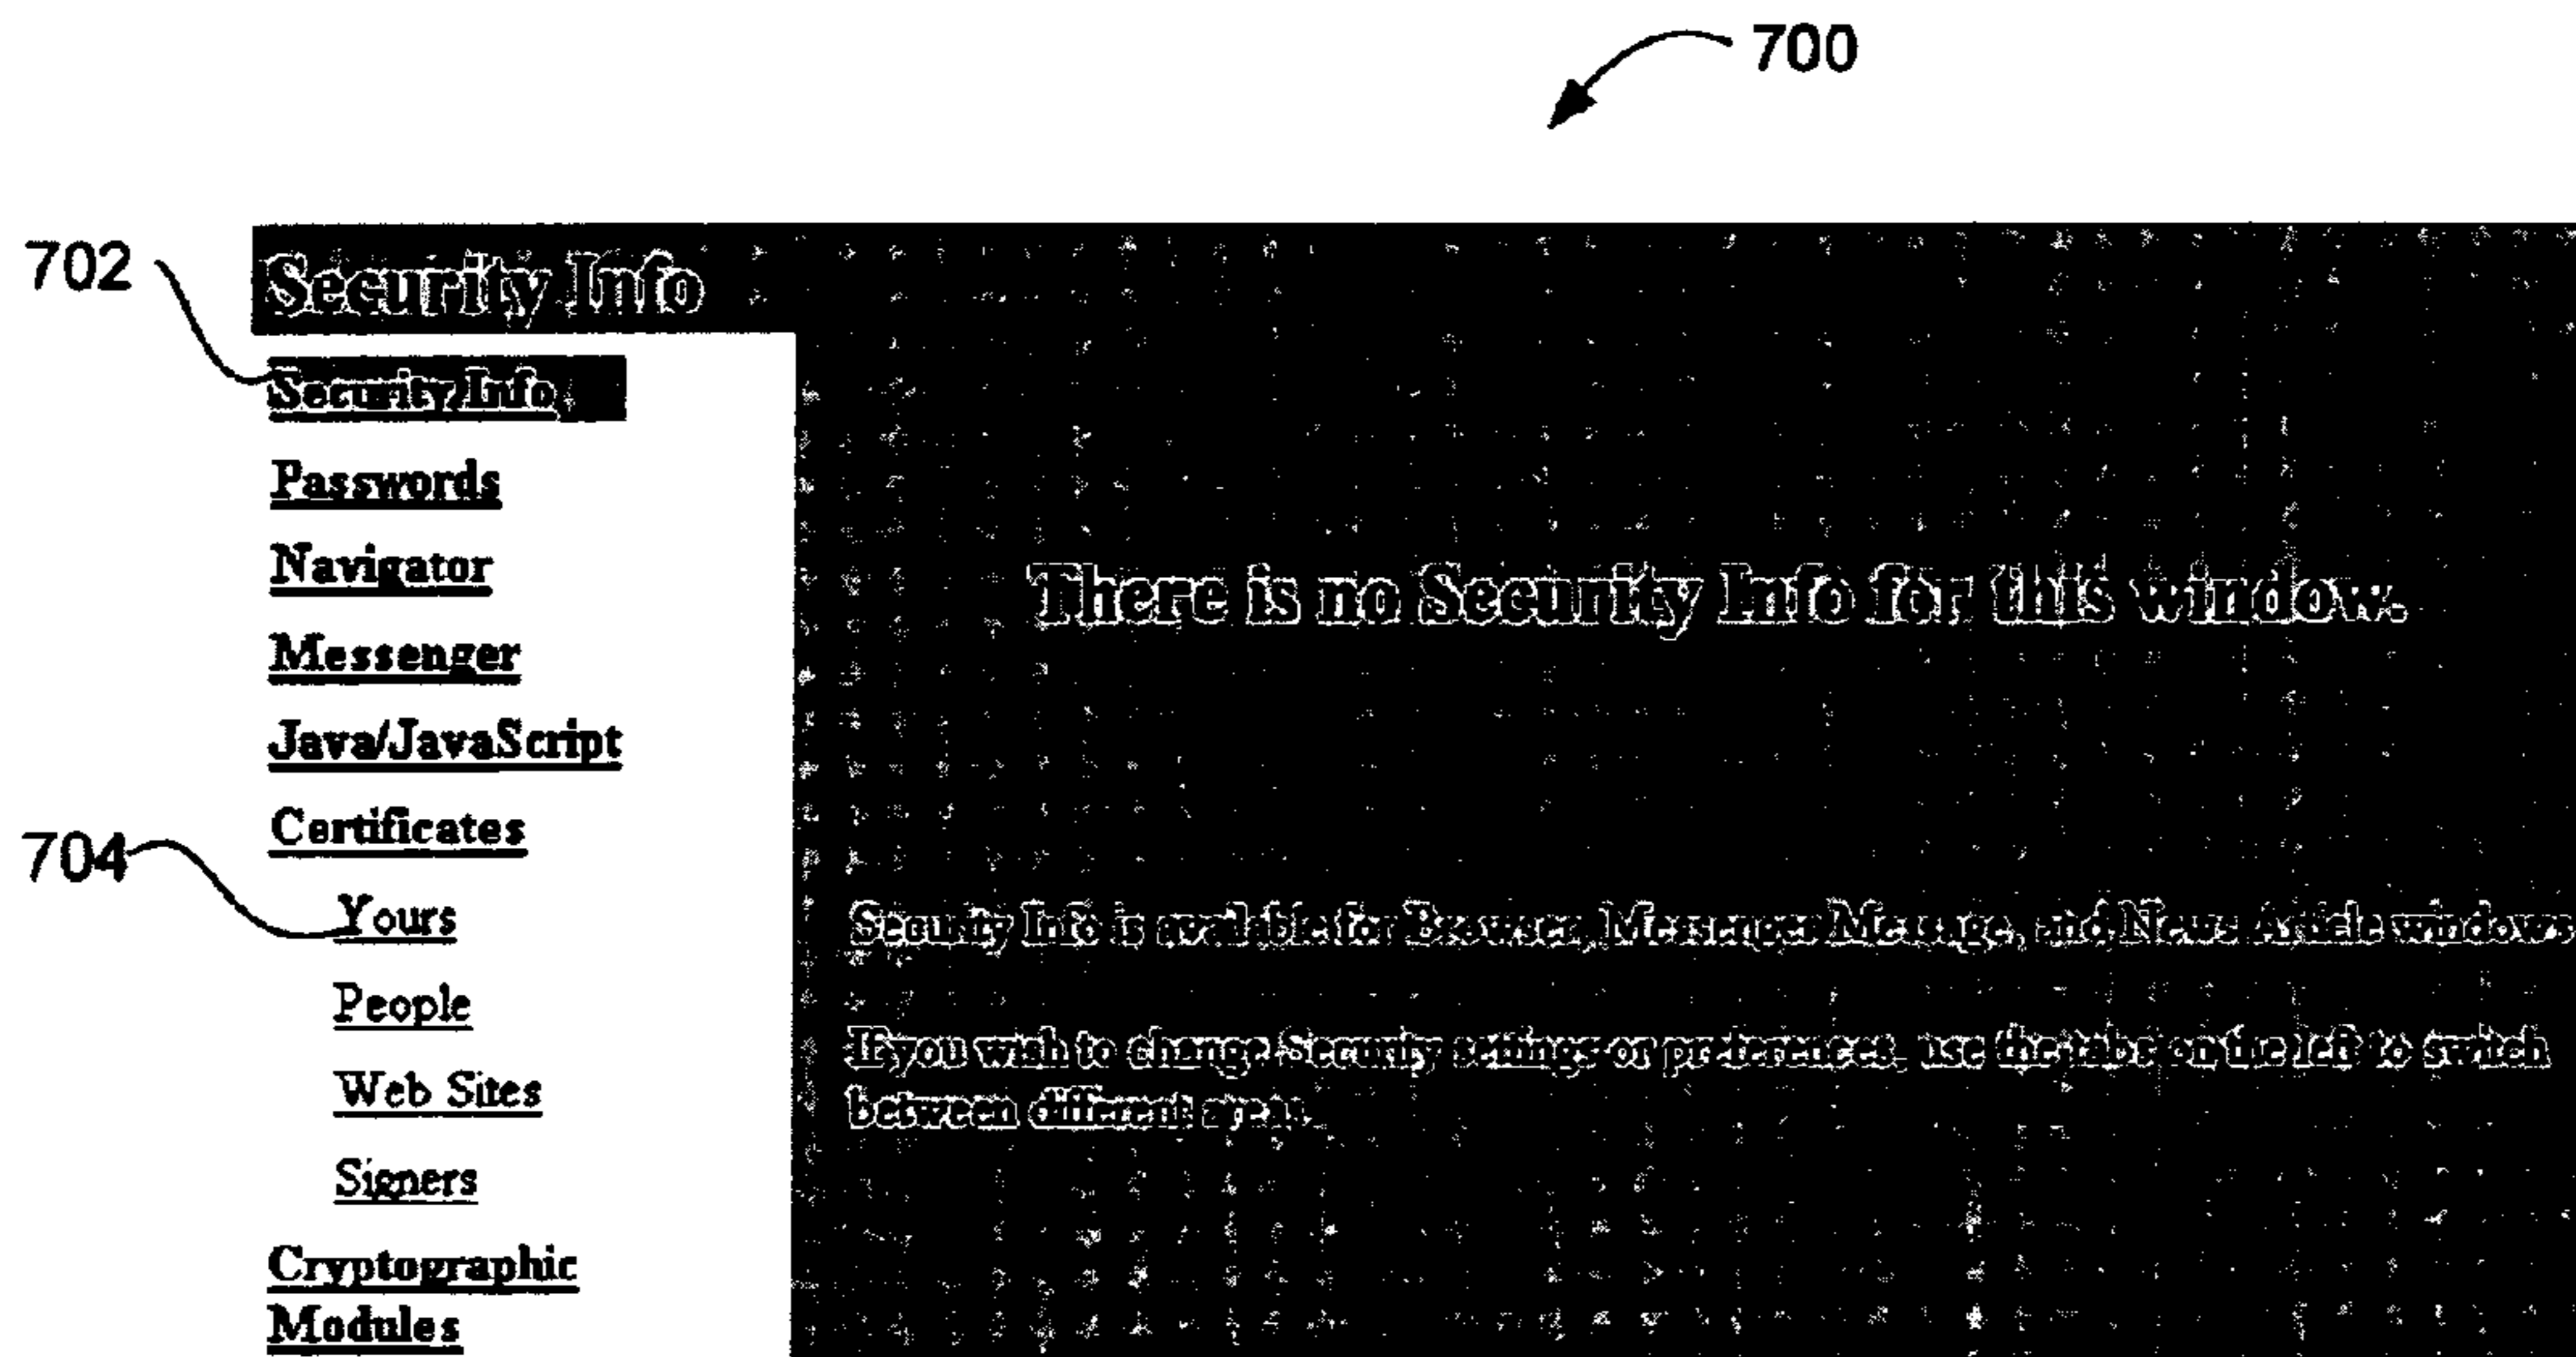 700
702
Security Info
Security Info
Passwords
Navigator
There is no Security Info for this window.
Messenger
Java/JavaScript
Certificates
704
Yours
Security Info is available for Browser, Messenger Message, and News Article windows
People
If you wish to change Security settings or preferences, use the tabs on the left to switch
Web Sites
between different areas.
Signers
Cryptographic
Modules